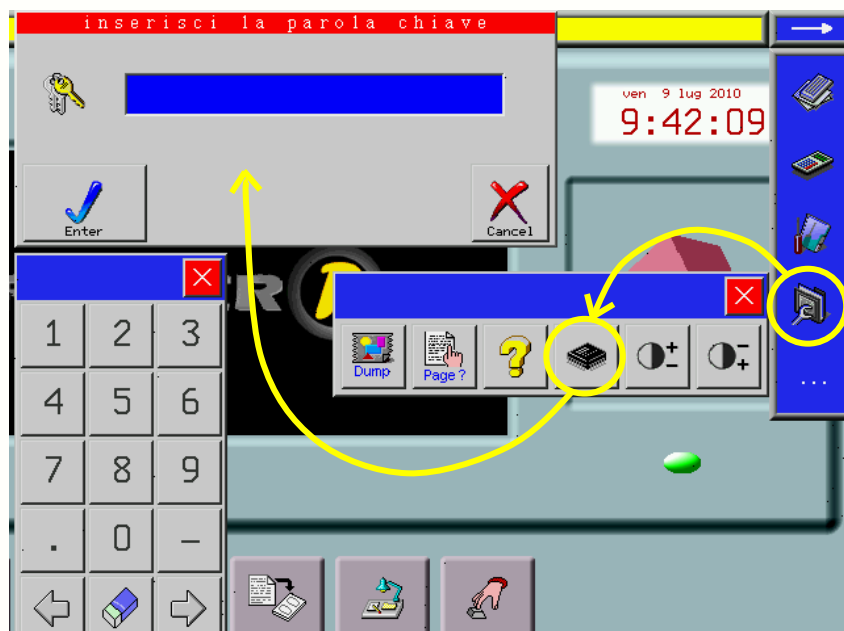 inserisci la parola chiave
ven 9 lug 2010
9:42:09
Enter
Cancel
ER
Dump
Page ?
?
+
-
-
+
1 2 3
4 5 6
7 8 9
. 0 -
...